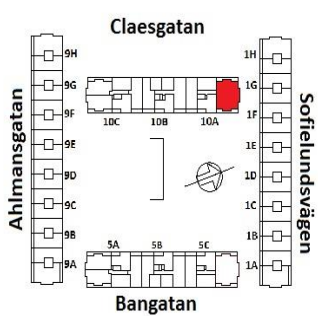 Claesgatan
Ahlmansgatan
9H
9G
9F
9E
9D
9C
9B
9A
10C 10B 10A
5A 5B 5C
1H
1G
1F
1E
1D
1C
1B
1A
Sofielundsvägen
Bangatan